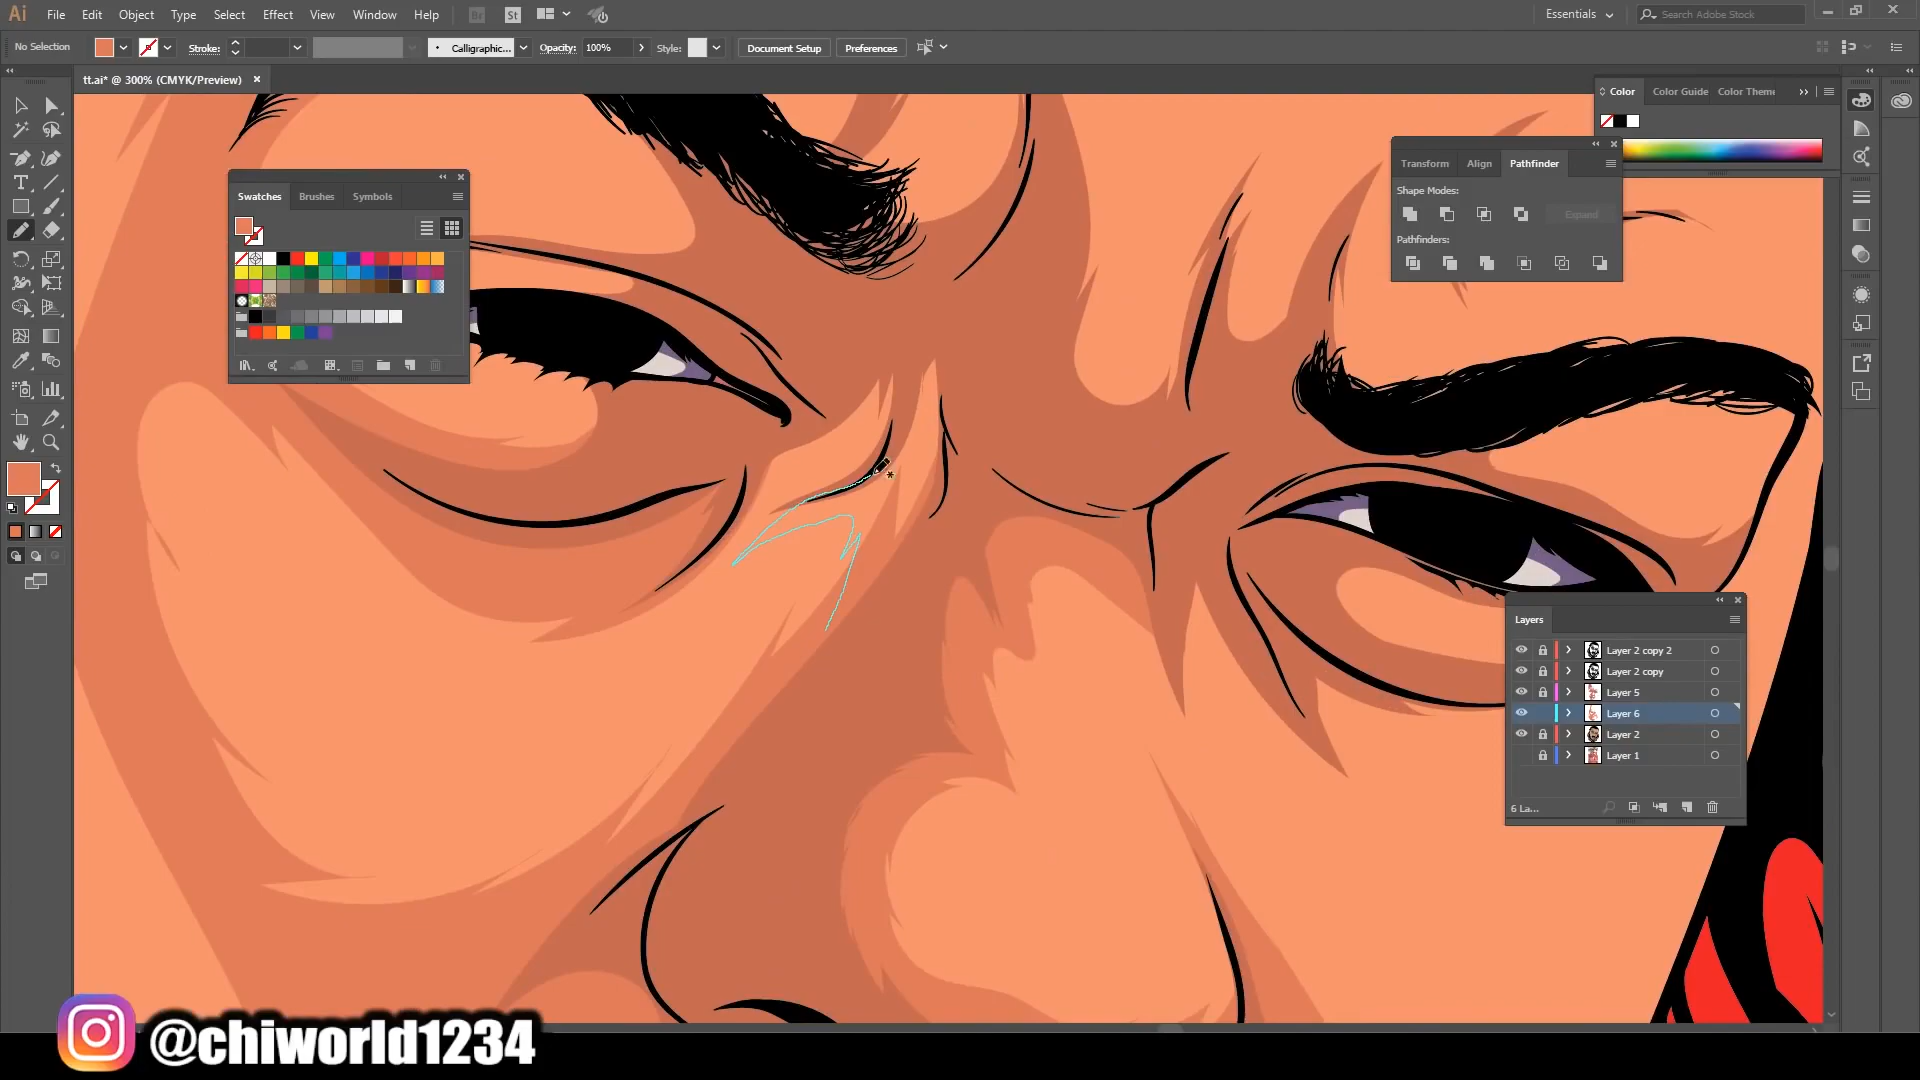 Ai File Edit Object Type Select Effect View Window Help Br St Essentials Search Adobe Stock
No Selection Stroke: Calligraphic... Opacity: 100% Style: Document Setup Preferences
tt.ai* @ 300% (CMYK/Preview)
Color Color Guide Color Theme
Transform Align Pathfinder
Shape Modes:
Expand
Pathfinders:
Swatches Brushes Symbols
Layers
Layer 2 copy 2
Layer 2 copy
Layer 5
Layer 6
Layer 2
Layer 1
6 La...
@chiworld1234